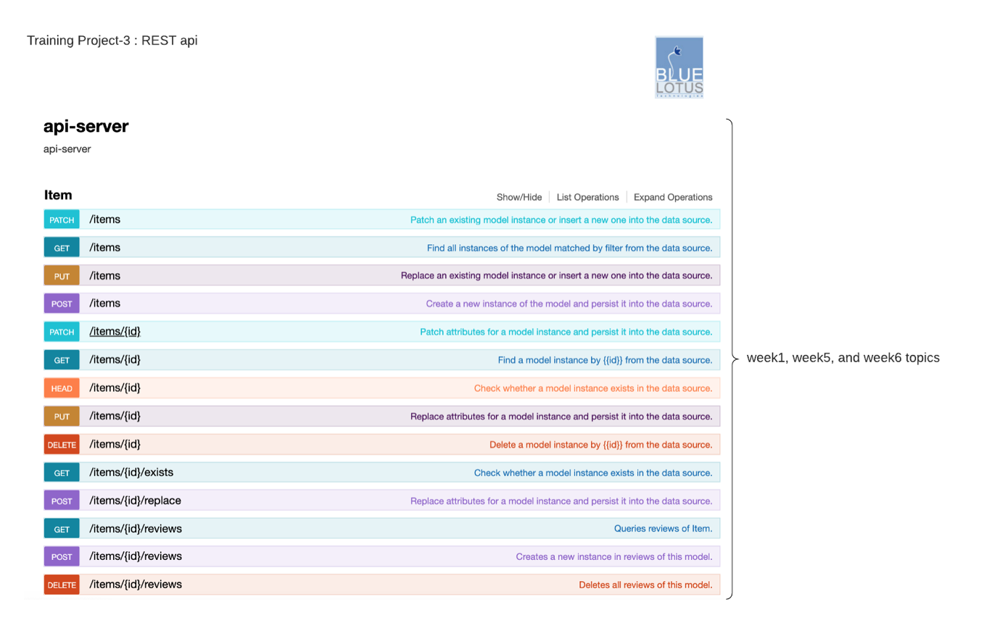 Training Project-3 : REST api
BLUE
LOTUS
technologies
api-server
api-server
Item
Show/Hide List Operations Expand Operations
PATCH /items Patch an existing model instance or insert a new one into the data source.
GET /items Find all instances of the model matched by filter from the data source.
PUT /items Replace an existing model instance or insert a new one into the data source.
POST /items Create a new instance of the model and persist it into the data source.
PATCH /items/{id} Patch attributes for a model instance and persist it into the data source.
GET /items/{id} Find a model instance by {{id}} from the data source.
week1, week5, and week6 topics
HEAD /items/{id} Check whether a model instance exists in the data source.
PUT /items/{id} Replace attributes for a model instance and persist it into the data source.
DELETE /items/{id} Delete a model instance by {{id}} from the data source.
GET /items/{id}/exists Check whether a model instance exists in the data source.
POST /items/{id}/replace Replace attributes for a model instance and persist it into the data source.
GET /items/{id}/reviews Queries reviews of Item.
POST /items/{id}/reviews Creates a new instance in reviews of this model.
DELETE /items/{id}/reviews Deletes all reviews of this model.